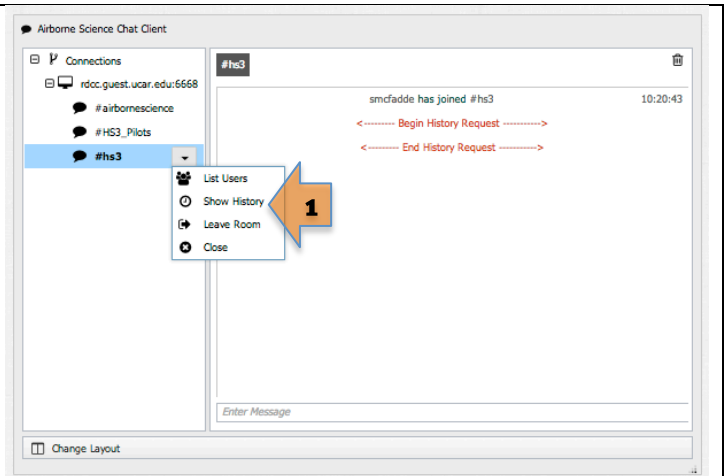 Airborne Science Chat Client
Connections
rdcc.guest.ucar.edu:6668
#airbornescience
#HS3_Pilots
#hs3
List Users
Show History
Leave Room
Close
1
#hs3
smcfadde has joined #hs3 10:20:43
<--------- Begin History Request ----------->
<--------- End History Request ----------->
Enter Message
Change Layout